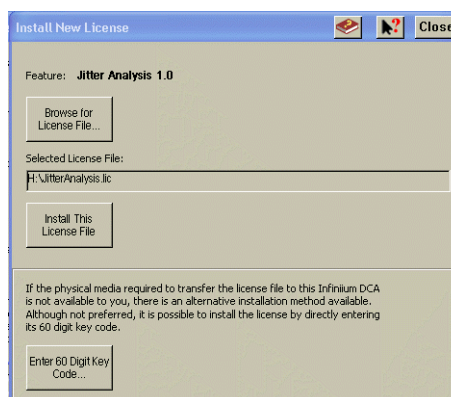 Install New License
?
Close
Feature: Jitter Analysis 1.0
Browse for
License File...
Selected License File:
H:\JitterAnalysis.lic
Install This
License File
If the physical media required to transfer the license file to this Infiniium DCA
is not available to you, there is an alternative installation method available.
Although not preferred, it is possible to install the license by directly entering
its 60 digit key code.
Enter 60 Digit Key
Code...